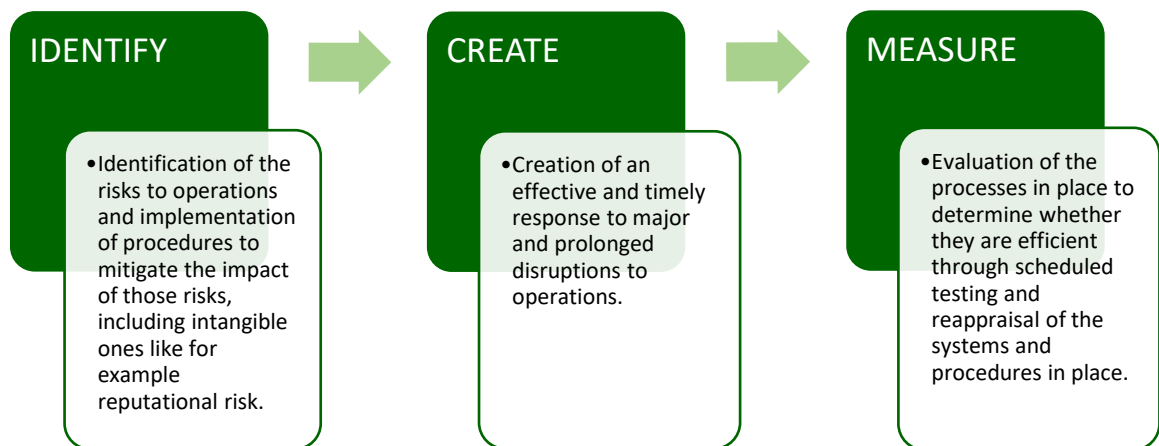 IDENTIFY
•Identification of the
risks to operations
and implementation
of procedures to
mitigate the impact
of those risks,
including intangible
ones like for
example
reputational risk.
CREATE
•Creation of an
effective and timely
response to major
and prolonged
disruptions to
operations.
MEASURE
•Evaluation of the
processes in place to
determine whether
they are efficient
through scheduled
testing and
reappraisal of the
systems and
procedures in place.